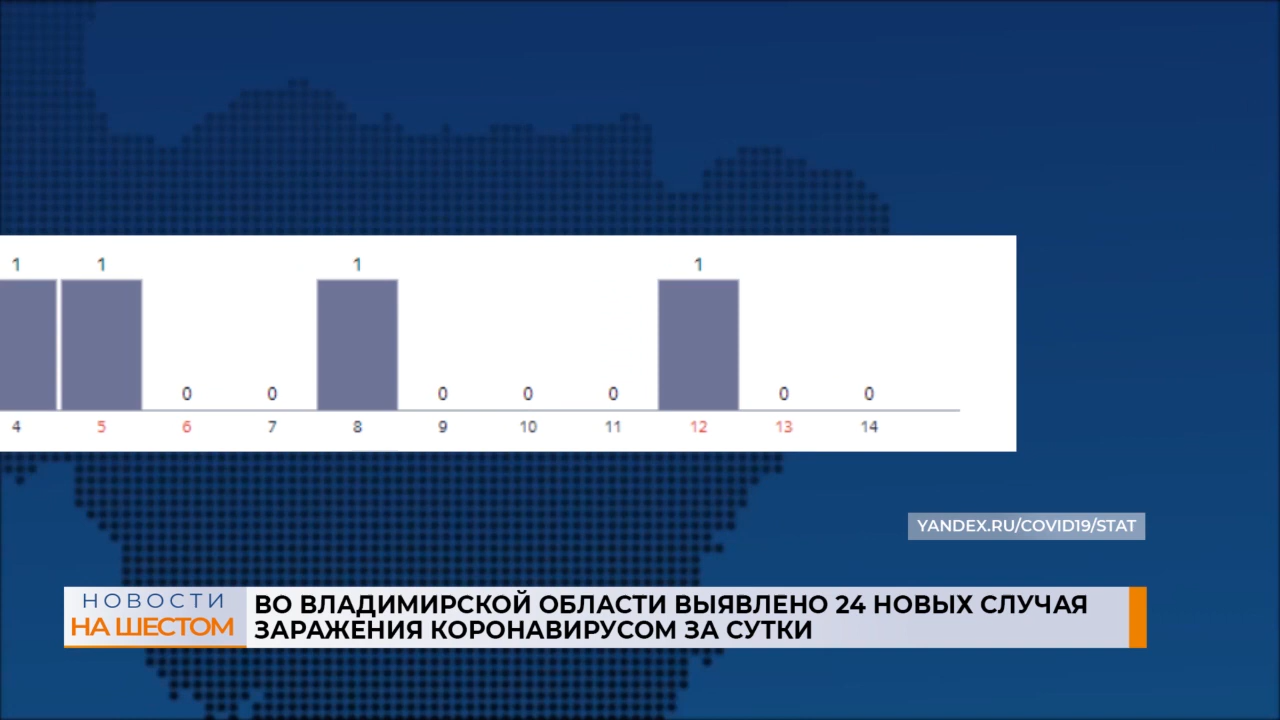 1 1 1 1
0 0 0 0 0 0 0
4 5 6 7 8 9 10 11 12 13 14
YANDEX.RU/COVID19/STAT
НОВОСТИ
НА ШЕСТОМ
ВО ВЛАДИМИРСКОЙ ОБЛАСТИ ВЫЯВЛЕНО 24 НОВЫХ СЛУЧАЯ
ЗАРАЖЕНИЯ КОРОНАВИРУСОМ ЗА СУТКИ